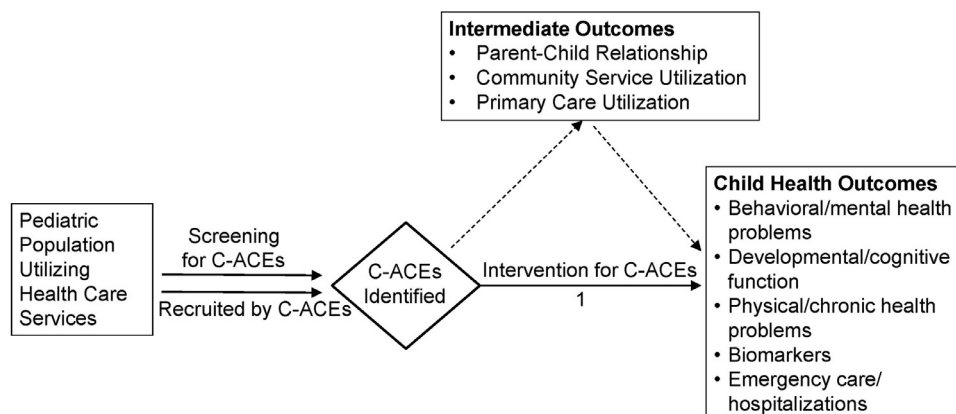 Intermediate Outcomes
• Parent-Child Relationship
• Community Service Utilization
• Primary Care Utilization
Pediatric
Population
Utilizing
Health Care
Services
Screening
for C-ACEs
Recruited by C-ACEs
C-ACEs
Identified
Intervention for C-ACEs
1
Child Health Outcomes
• Behavioral/mental health
problems
• Developmental/cognitive
function
• Physical/chronic health
problems
• Biomarkers
• Emergency care/
hospitalizations